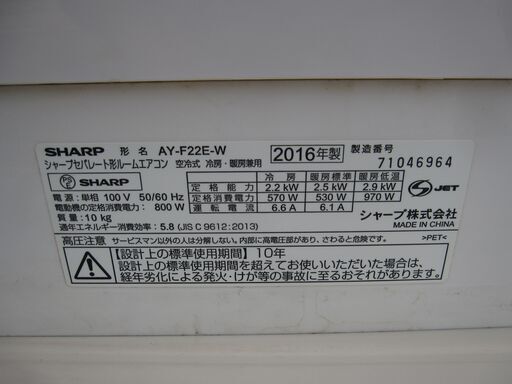 SHARP 形名 AY-F22E-W 2016年製 製造番号
シャープセパレート形ルームエアコン 空冷式 冷房・暖房兼用 71046964
PS E SHARP 冷房 暖房標準 暖房低温
定格能力 2.2 kW 2.5 kW 2.9 kW S JET
電源:単相 100 V 50/60 Hz 定格消費電力 570 W 530 W 970 W
電動機の定格消費電力: 800 W 運転電流 6.6 A 6.1 A
質量:10 kg シャープ株式会社
通年エネルギー消費効率: 5.8 (JIS C 9612:2013) MADE IN CHINA
高圧注意 サービスマン以外の人は分解しない。内部に高電圧部があり、さわると危険です。 >PET<
【設計上の標準使用期間】10年
設計上の標準使用期間を超えてお使いいただいた場合は、
経年劣化による発火・けが等の事故に至るおそれがあります。